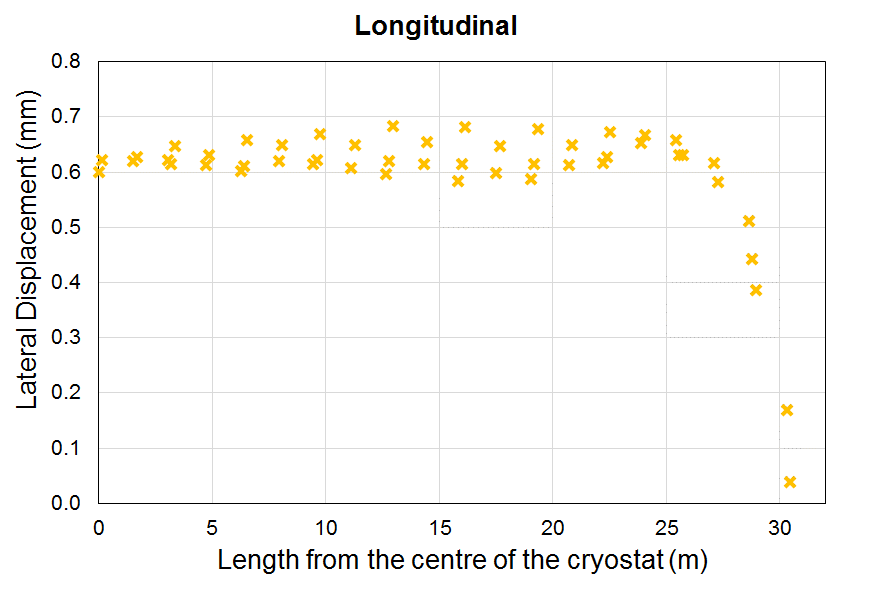 Longitudinal
Lateral Displacement (mm)
0.8
0.7
0.6
0.5
0.4
0.3
0.2
0.1
0.0
0 5 10 15 20 25 30
Length from the centre of the cryostat (m)